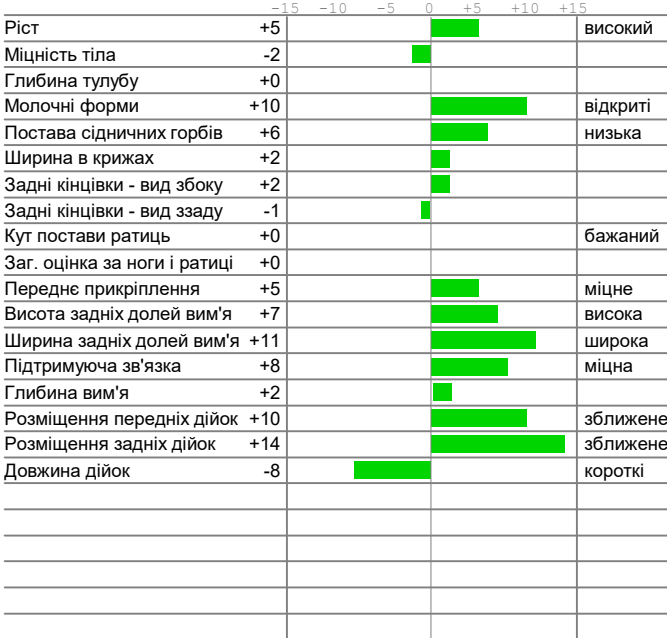 -15 -10 -5 0 +5 +10 +15
Ріст +5 високий
Міцність тіла -2
Глибина тулубу +0
Молочні форми +10 відкриті
Постава сідничних горбів +6 низька
Ширина в крижах +2
Задні кінцівки - вид збоку +2
Задні кінцівки - вид ззаду -1
Кут постави ратиць +0 бажаний
Заг. оцінка за ноги і ратиці +0
Переднє прикріплення +5 міцне
Висота задніх долей вим'я +7 висока
Ширина задніх долей вим'я +11 широка
Підтримуюча зв'язка +8 міцна
Глибина вим'я +2
Розміщення передніх дійок +10 зближене
Розміщення задніх дійок +14 зближене
Довжина дійок -8 короткі